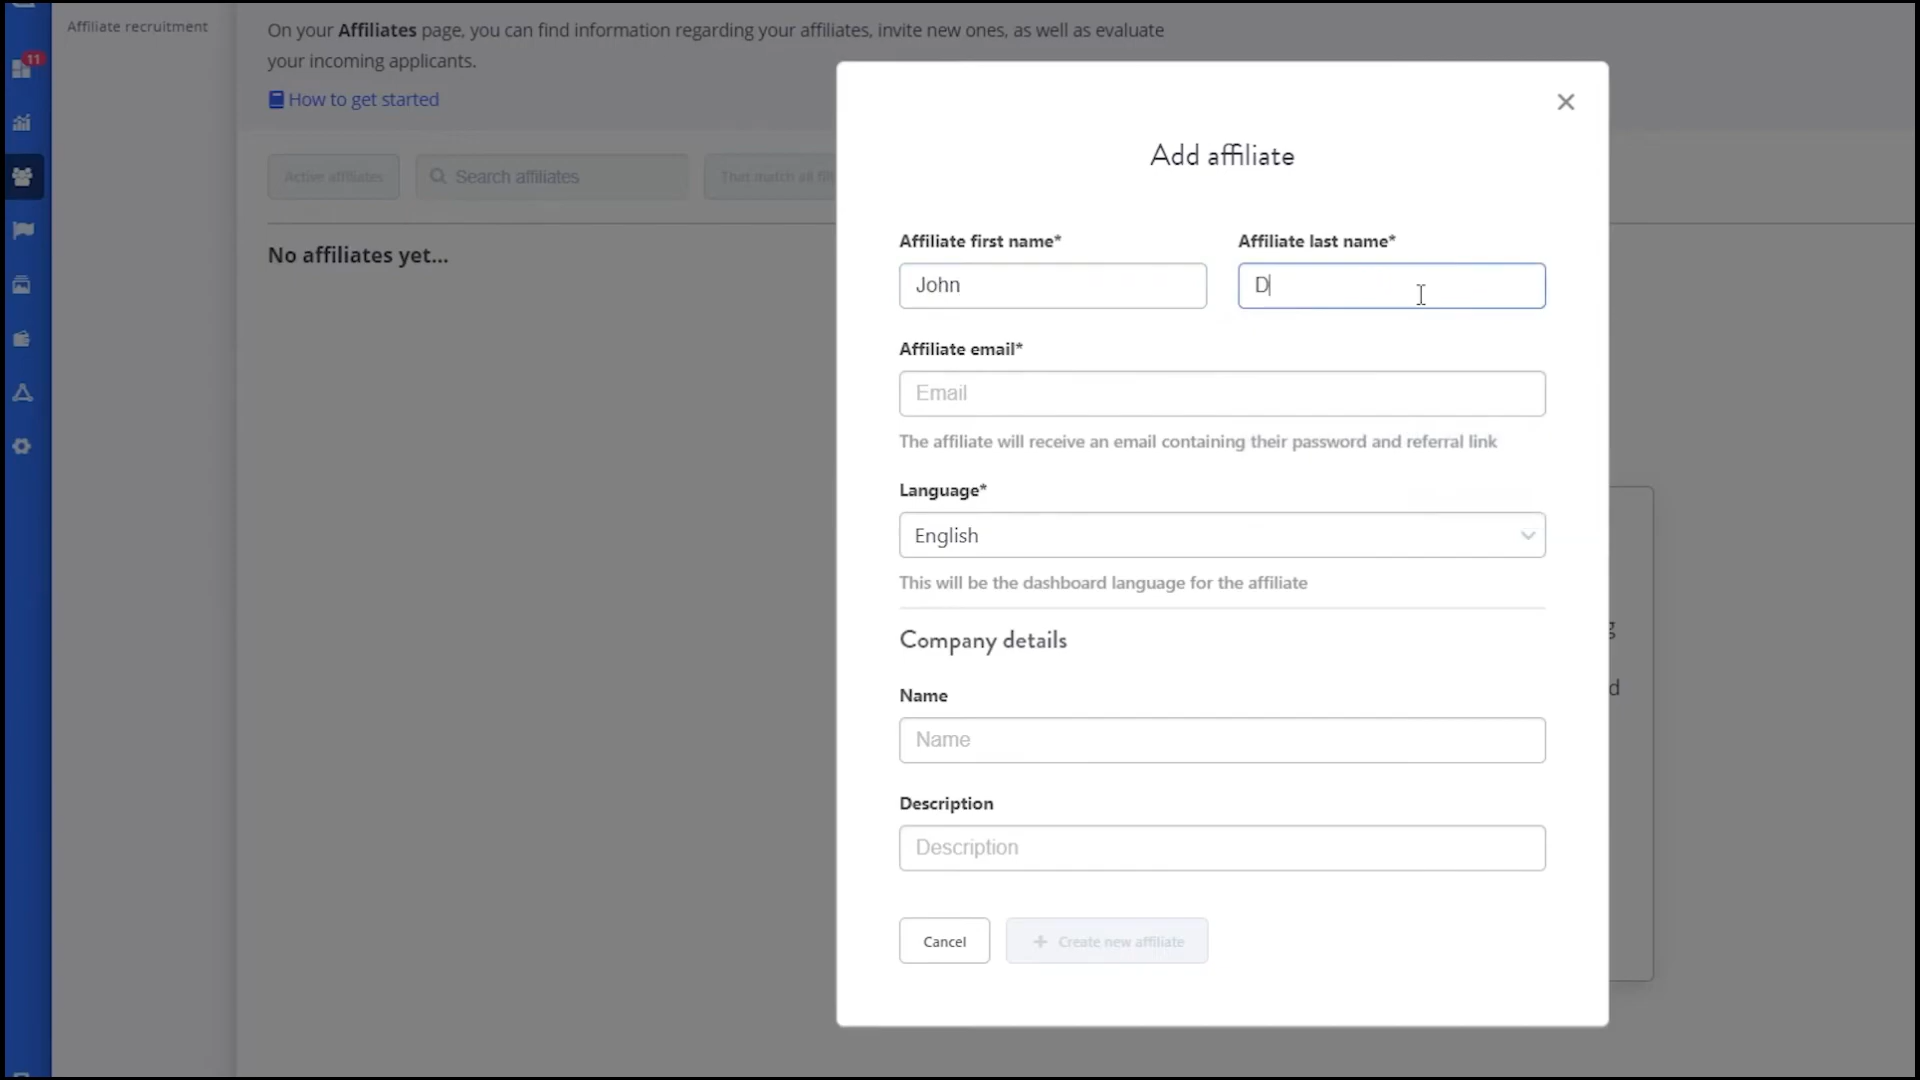 11
Affiliate recruitment
On your Affiliates page, you can find information regarding your affiliates, invite new ones, as well as evaluate
your incoming applicants.
How to get started
Active affiliates
Search affiliates
That match all
No affiliates yet...
Add affiliate
Affiliate first name*
Affiliate last name*
John
D
Affiliate email*
Email
The affiliate will receive an email containing their password and referral link
Language*
English
This will be the dashboard language for the affiliate
Company details
Name
Name
Description
Description
Cancel
+ Create new affiliate